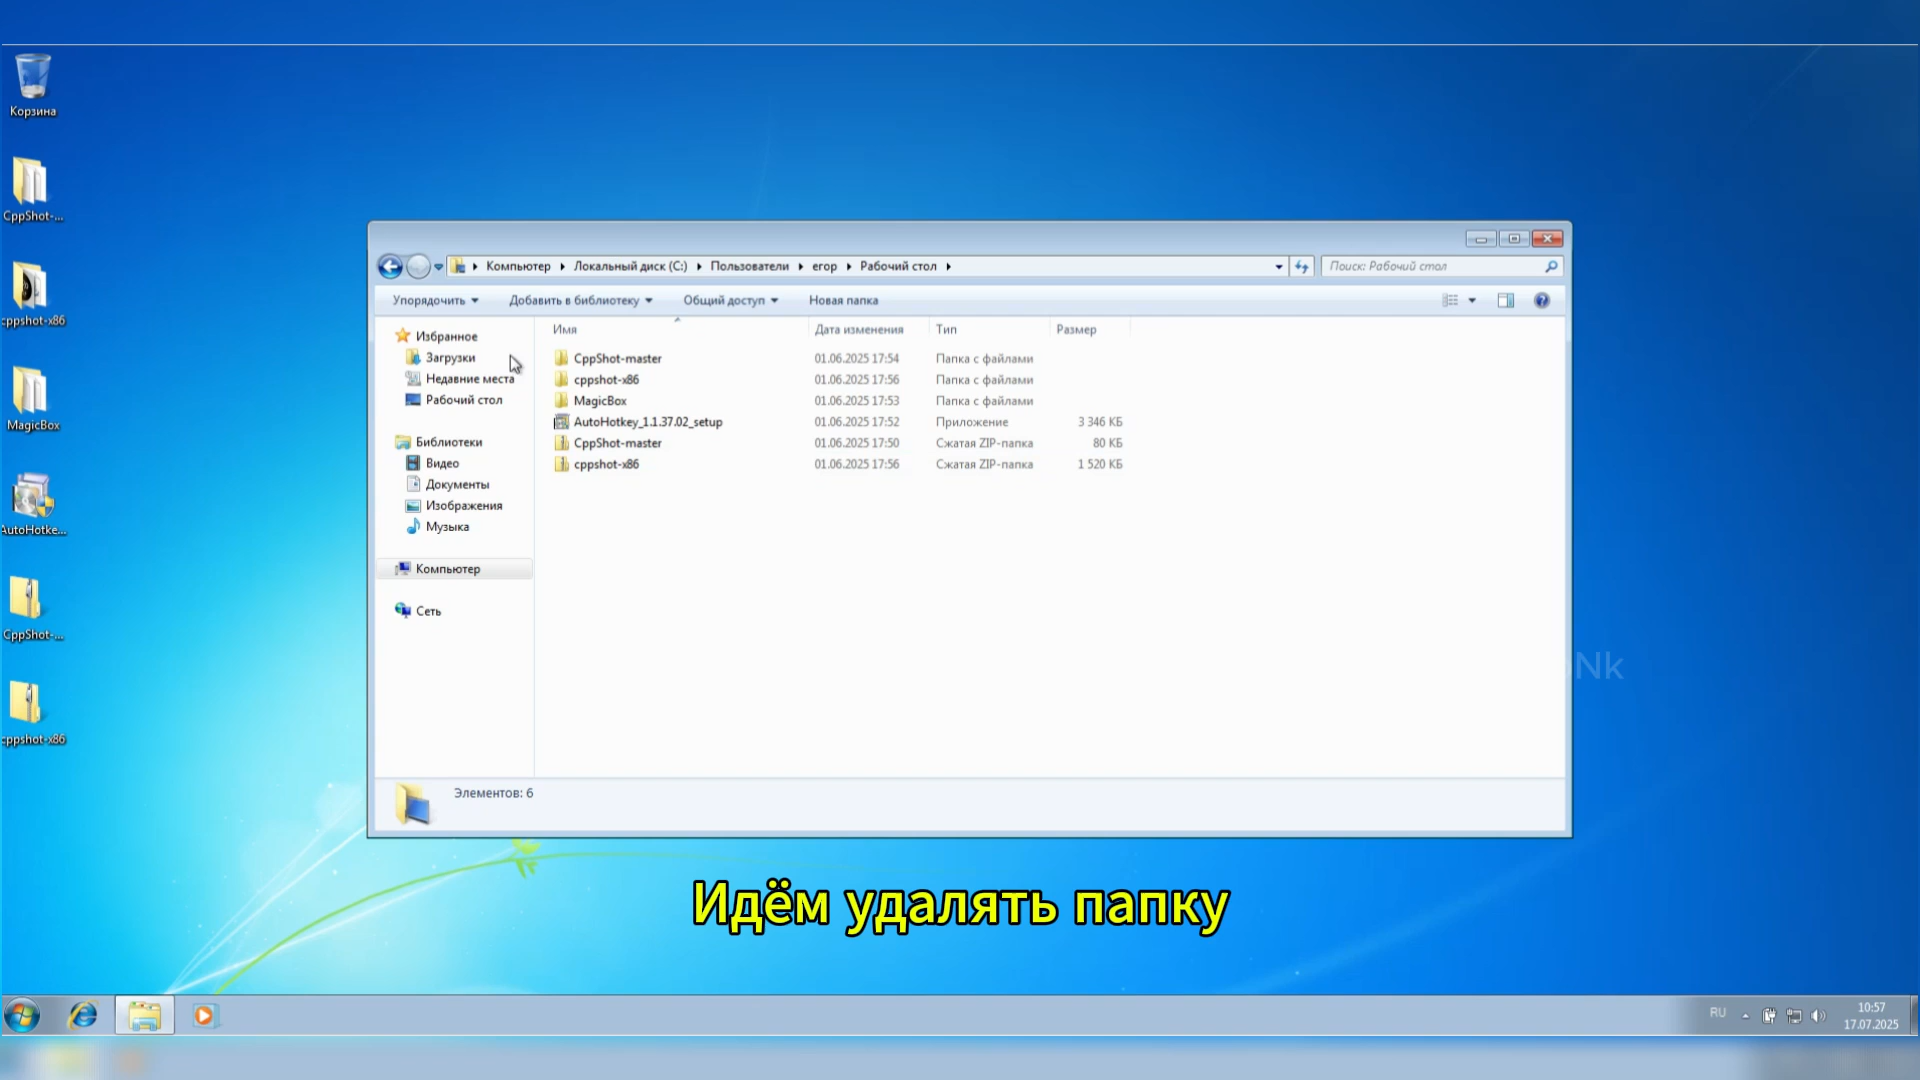 Корзина
CppShot-...
cppshot-x86
MagicBox
AutoHotke...
CppShot-...
cppshot-x86
Компьютер
Локальный диск (C:)
Пользователи
егор
Рабочий стол
Поиск: Рабочий стол
Упорядочить
Добавить в библиотеку
Общий доступ
Новая папка
Избранное
Загрузки
Недавние места
Рабочий стол
Библиотеки
Видео
Документы
Изображения
Музыка
Компьютер
Сеть
Имя Дата изменения Тип Размер
CppShot-master 01.06.2025 17:54 Папка с файлами
cppshot-x86 01.06.2025 17:56 Папка с файлами
MagicBox 01.06.2025 17:53 Папка с файлами
AutoHotkey_1.1.37.02_setup 01.06.2025 17:52 Приложение 3 346 КБ
CppShot-master 01.06.2025 17:50 Сжатая ZIP-папка 80 КБ
cppshot-x86 01.06.2025 17:56 Сжатая ZIP-папка 1 520 КБ
Элементов: 6
Идём удалять папку
RU
10:57
17.07.2025